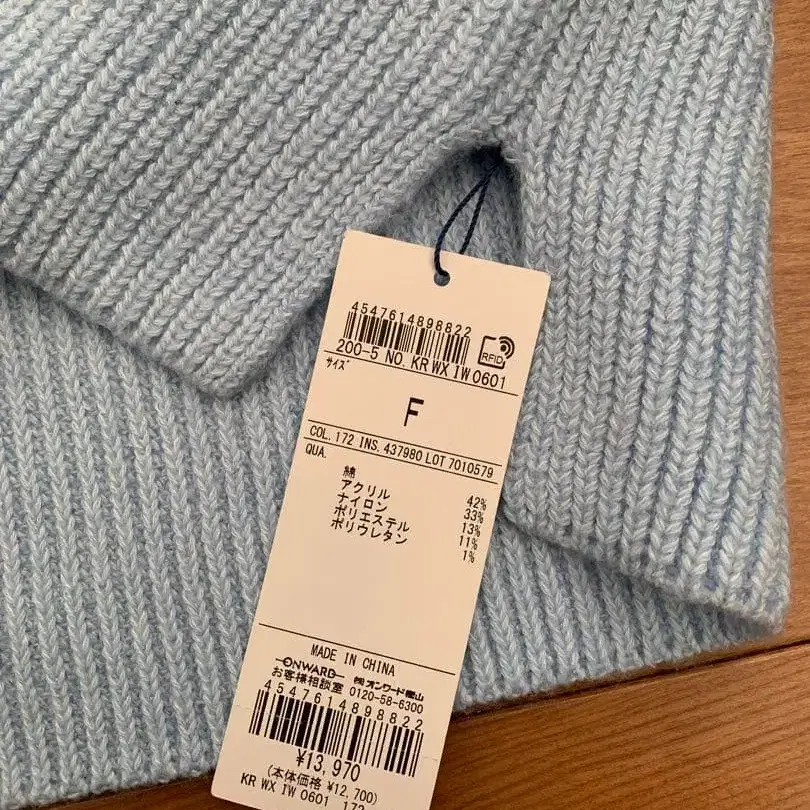 4547614898822
RFID
200-5 NO. KR WX IW 0601
サイズ
F
COL. 172 INS. 437980 LOT 7010579
QUA.
綿 42%
アクリル 33%
ナイロン 13%
ポリエステル 11%
ポリウレタン 1%
MADE IN CHINA
ONWARD ㈱オンワード樫山
お客様相談室 0120-58-6300
4547614898822
¥13,970
(本体価格 ¥12,700)
KR WX IW 0601 172